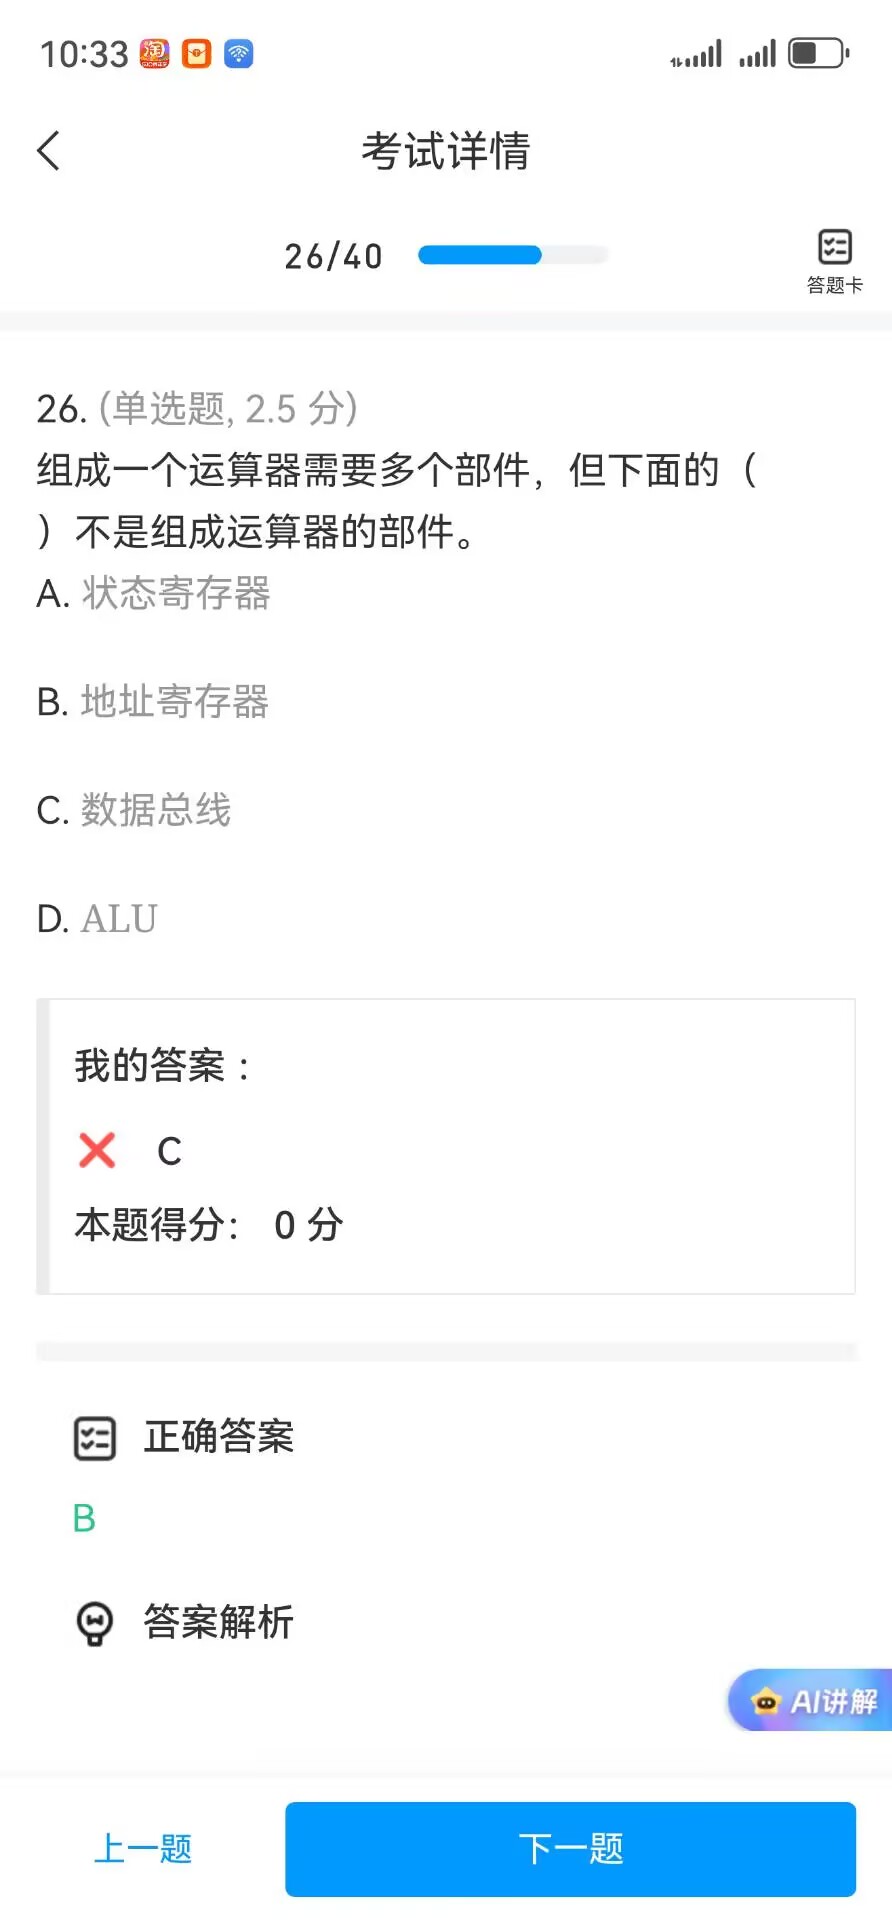 10:33
考试详情
26/40
答题卡
26. (单选题, 2.5 分)
组成一个运算器需要多个部件，但下面的（
）不是组成运算器的部件。
A. 状态寄存器
B. 地址寄存器
C. 数据总线
D. ALU
我的答案：
C
本题得分： 0 分
正确答案
B
答案解析
AI讲解
上一题
下一题